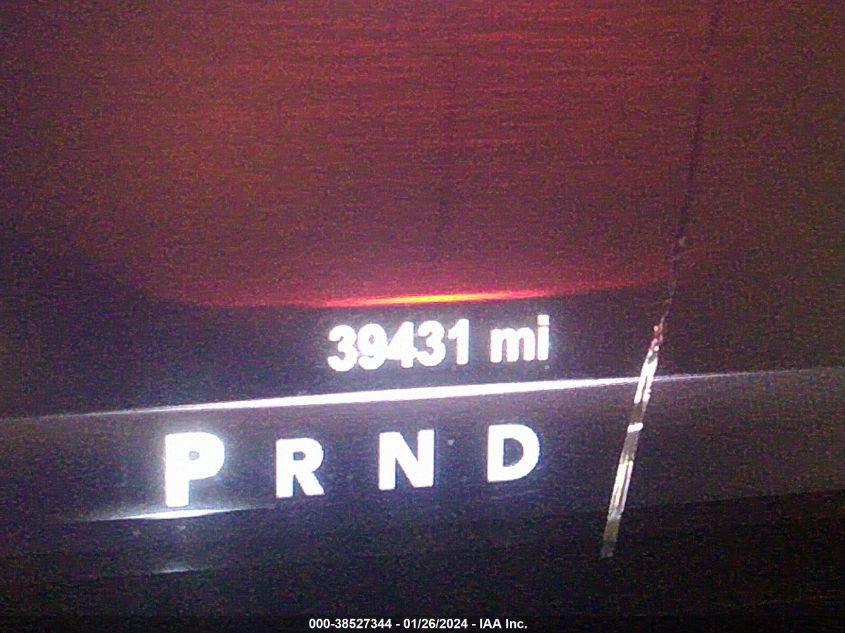 39431 mi
P R N D
000-38527344 - 01/26/2024 - IAA Inc.